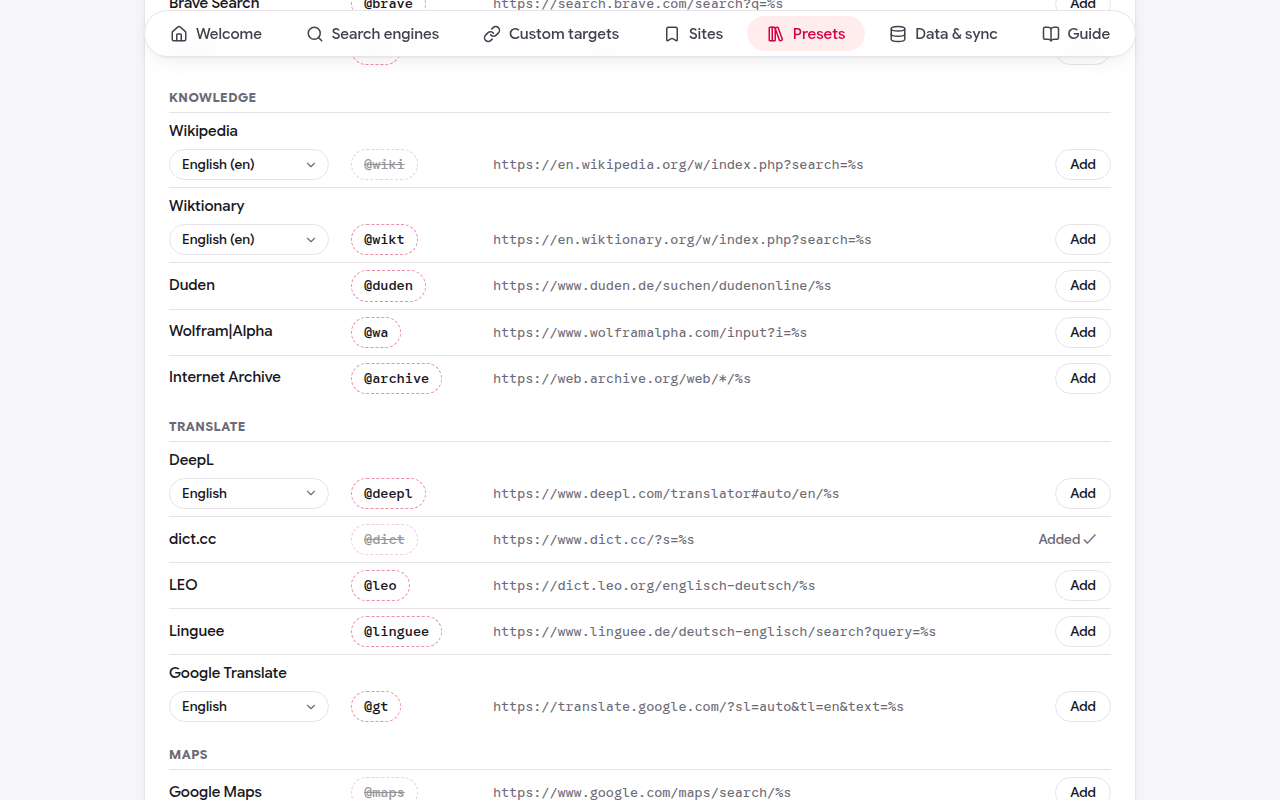 Brave Search @brave https://search.brave.com/search?q=%s Add
Welcome Search engines Custom targets Sites Presets Data & sync Guide
KNOWLEDGE
Wikipedia
English (en) @wiki https://en.wikipedia.org/w/index.php?search=%s Add
Wiktionary
English (en) @wikt https://en.wiktionary.org/w/index.php?search=%s Add
Duden @duden https://www.duden.de/suchen/dudenonline/%s Add
Wolfram|Alpha @wa https://www.wolframalpha.com/input?i=%s Add
Internet Archive @archive https://web.archive.org/web/*/%s Add
TRANSLATE
DeepL
English @deepl https://www.deepl.com/translator#auto/en/%s Add
dict.cc @dict https://www.dict.cc/?s=%s Added
LEO @leo https://dict.leo.org/englisch-deutsch/%s Add
Linguee @linguee https://www.linguee.de/deutsch-englisch/search?query=%s Add
Google Translate
English @gt https://translate.google.com/?sl=auto&tl=en&text=%s Add
MAPS
Google Maps @maps https://www.google.com/maps/search/%s Add